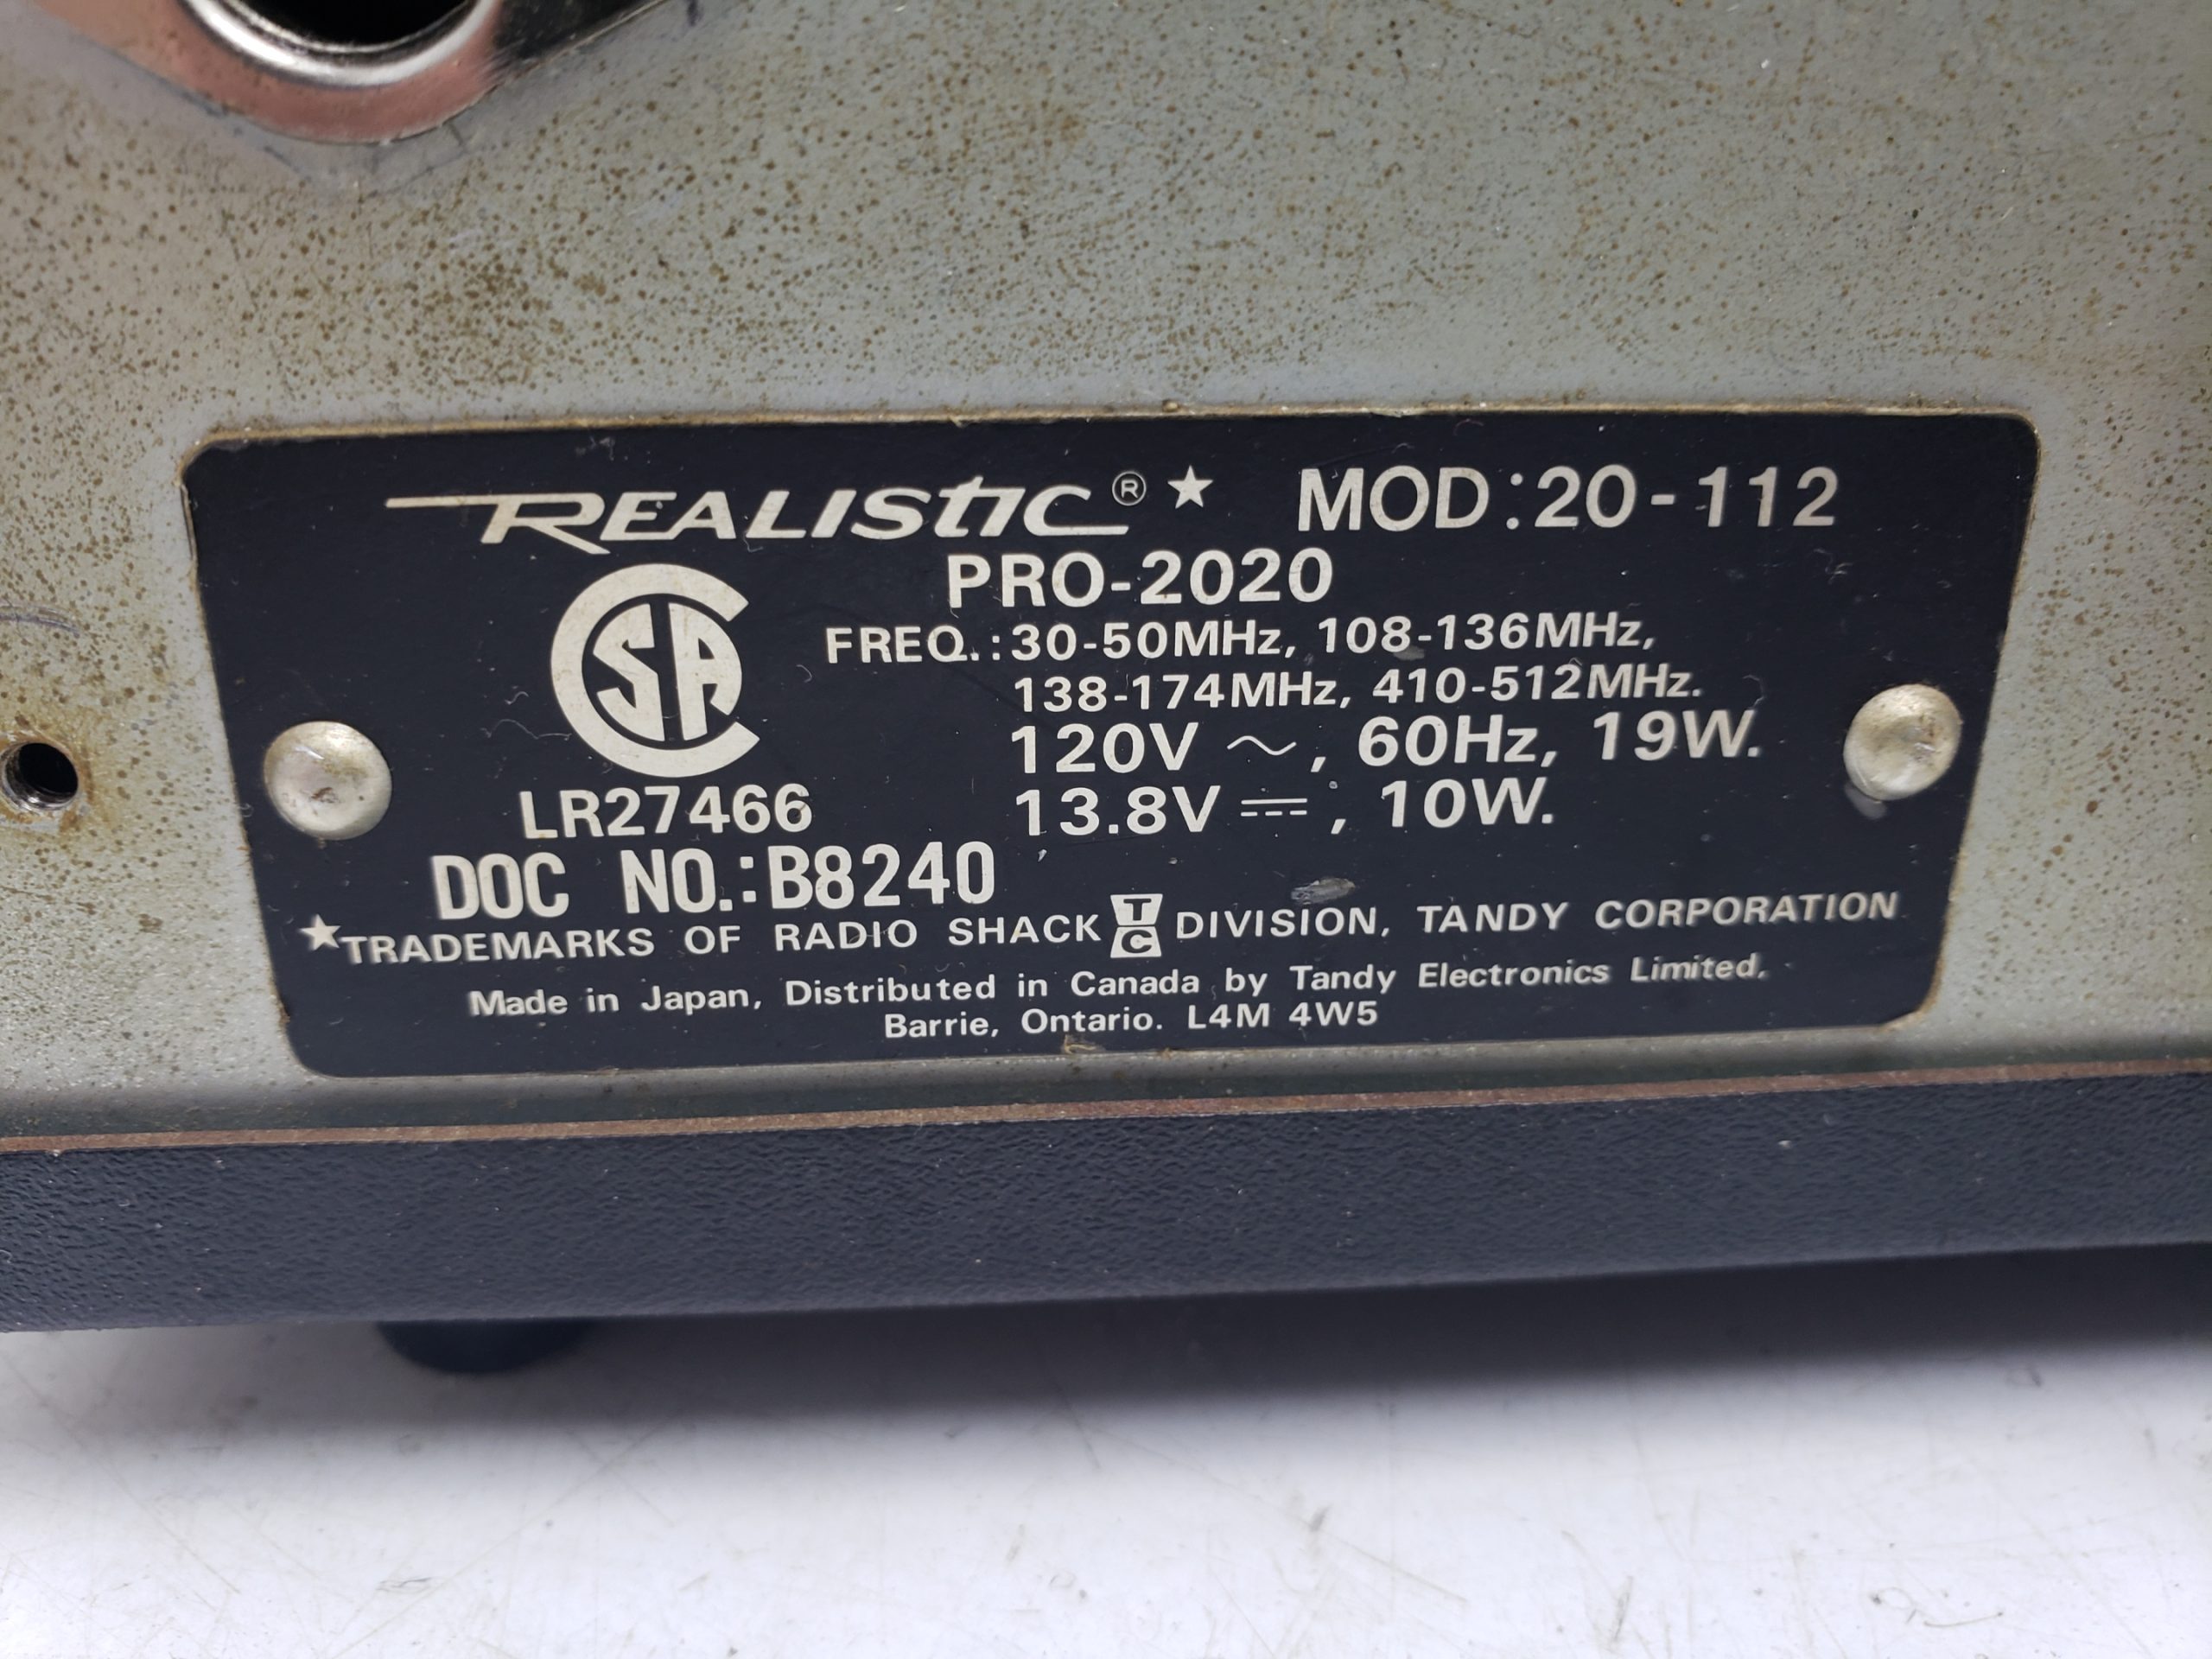 REALISTIC®★ MOD:20-112
PRO-2020
CSA
FREQ.:30-50MHz, 108-136MHz,
138-174MHz, 410-512MHz.
120V ~, 60Hz, 19W.
LR27466
13.8V ⎓, 10W.
DOC NO.:B8240
★TRADEMARKS OF RADIO SHACK TC DIVISION, TANDY CORPORATION
Made in Japan, Distributed in Canada by Tandy Electronics Limited,
Barrie, Ontario. L4M 4W5